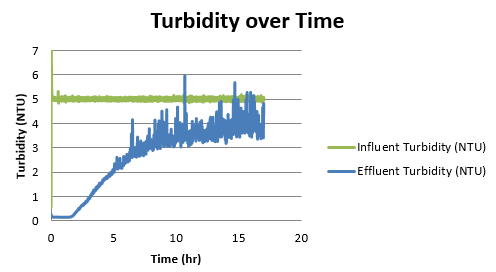 Turbidity over Time
Turbidity (NTU)
7
6
5
4
3
2
1
0
0
5
10
15
20
Time (hr)
Influent Turbidity (NTU)
Effluent Turbidity (NTU)